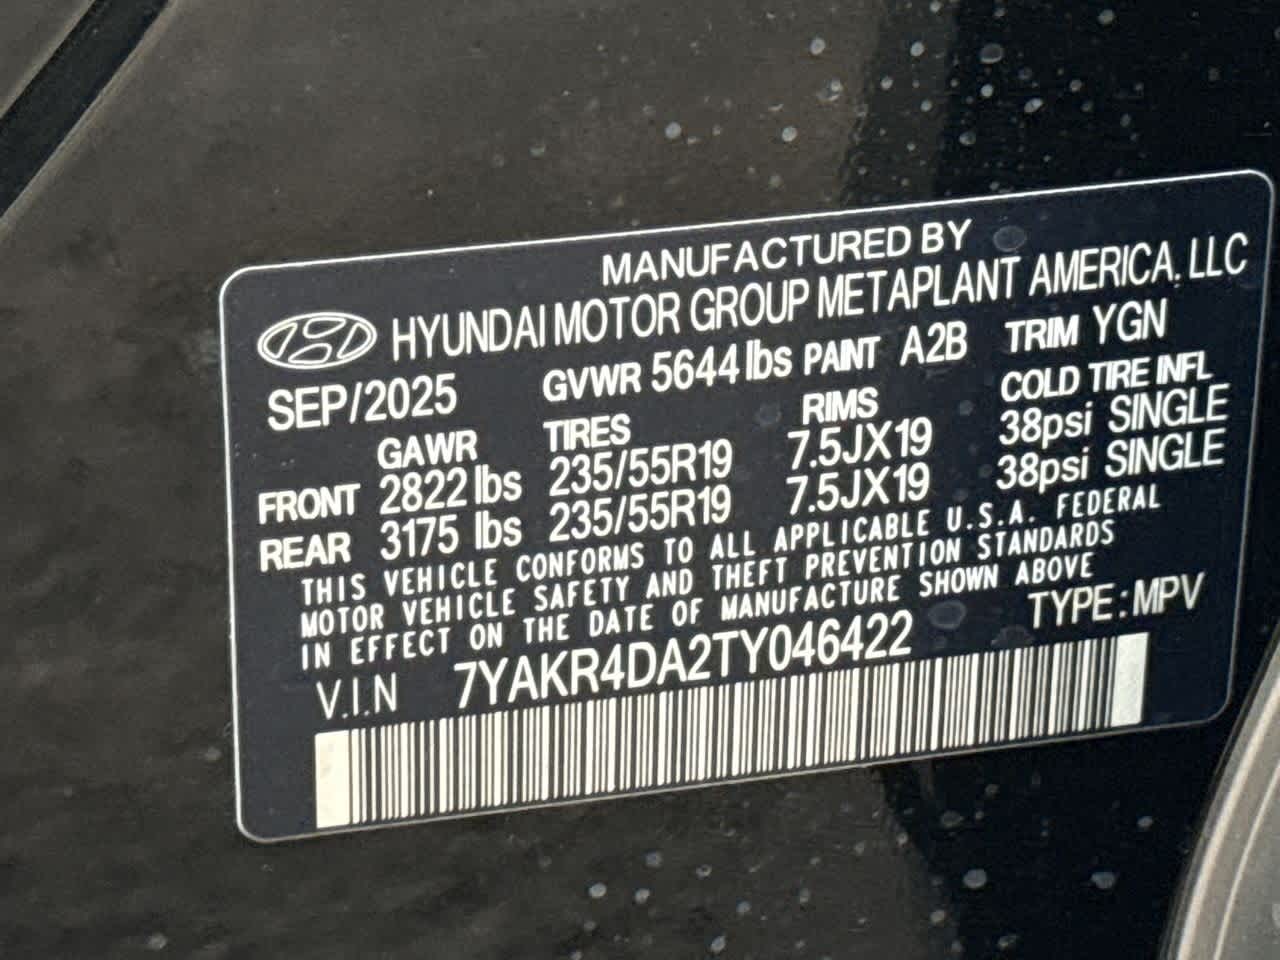 MANUFACTURED BY
HYUNDAI MOTOR GROUP METAPLANT AMERICA, LLC
SEP/2025 GVWR 5644 lbs PAINT A2B TRIM YGN
GAWR TIRES RIMS COLD TIRE INFL
FRONT 2822 lbs 235/55R19 7.5JX19 38psi SINGLE
REAR 3175 lbs 235/55R19 7.5JX19 38psi SINGLE
THIS VEHICLE CONFORMS TO ALL APPLICABLE U.S.A. FEDERAL
MOTOR VEHICLE SAFETY AND THEFT PREVENTION STANDARDS
IN EFFECT ON THE DATE OF MANUFACTURE SHOWN ABOVE
V.I.N 7YAKR4DA2TY046422 TYPE:MPV